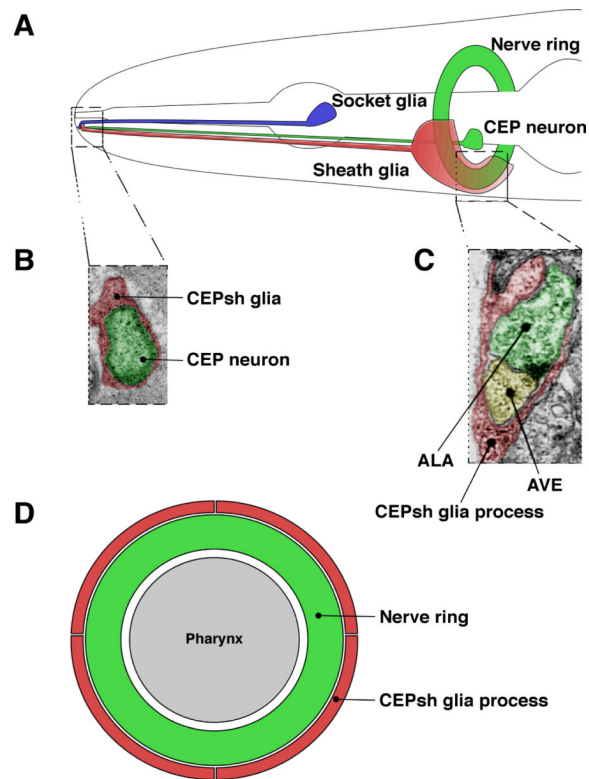 A
Nerve ring
Socket glia
CEP neuron
Sheath glia
B
CEPsh glia
CEP neuron
C
ALA
AVE
CEPsh glia process
D
Nerve ring
Pharynx
CEPsh glia process